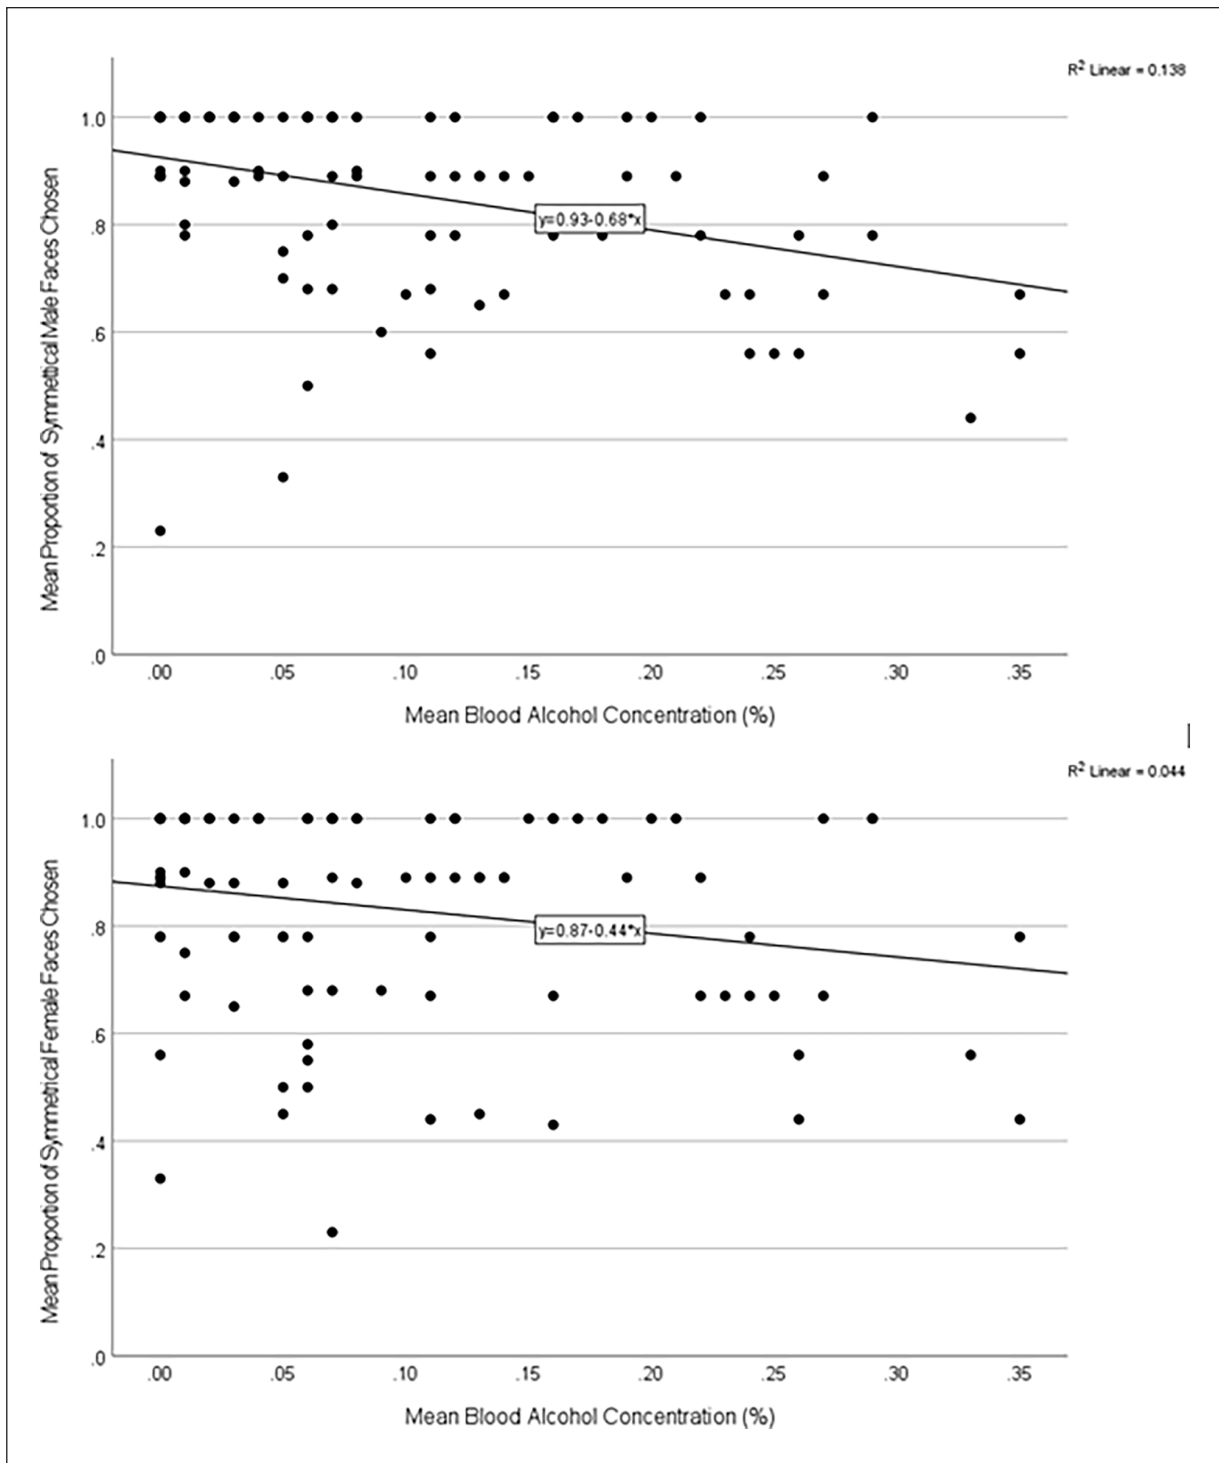 R² Linear = 0.138
Mean Proportion of Symmetical Male Faces Chosen
1.0
.8
.6
.4
.2
.0
y=0.93-0.68*x
.00 .05 .10 .15 .20 .25 .30 .35
Mean Blood Alcohol Concentration (%)
R² Linear = 0.044
Mean Proportion of Symmetrical Female Faces Chosen
1.0
.8
.6
.4
.2
.0
y=0.87-0.44*x
.00 .05 .10 .15 .20 .25 .30 .35
Mean Blood Alcohol Concentration (%)